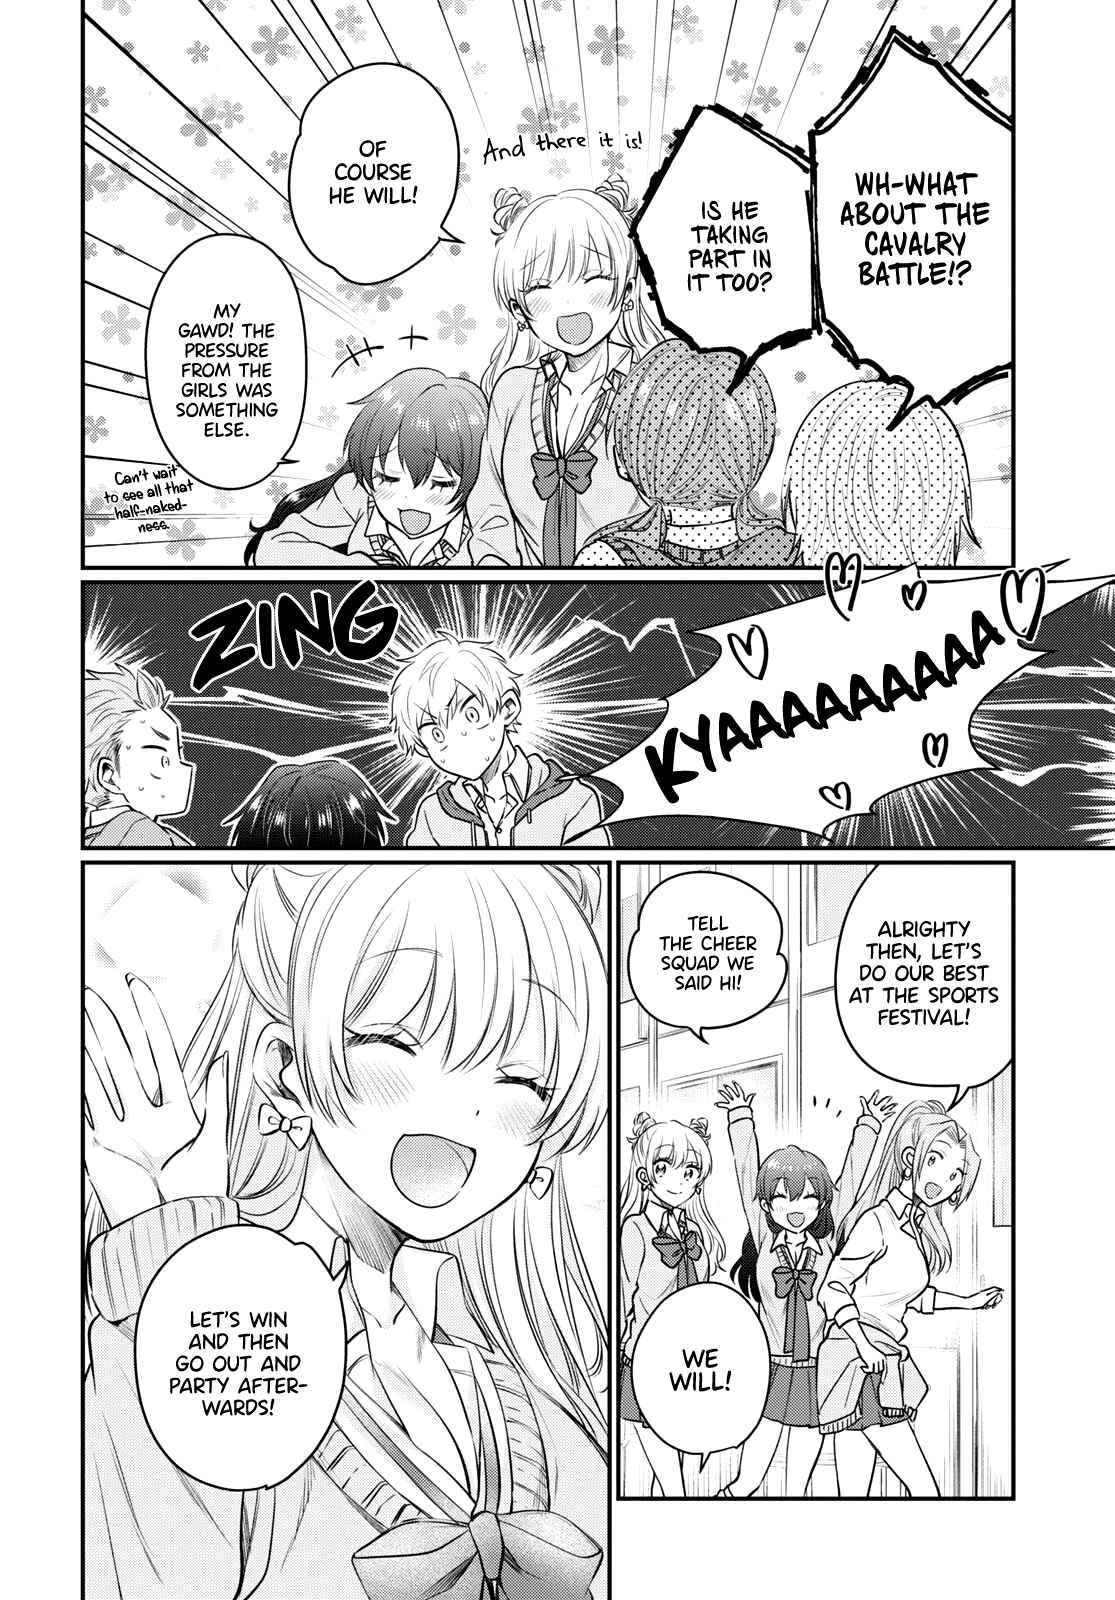 WH-WHAT
ABOUT THE
CAVALRY
BATTLE!?
IS HE
TAKING
PART IN
IT TOO?
And there it is!
OF
COURSE
HE WILL!
MY
GAWD! THE
PRESSURE
FROM THE
GIRLS WAS
SOMETHING
ELSE.
Can't wait
to see all that
half-naked-
ness.
KYAAAAAAAAAA
ZING
ALRIGHTY
THEN, LET'S
DO OUR BEST
AT THE SPORTS
FESTIVAL!
TELL
THE CHEER
SQUAD WE
SAID HI!
WE
WILL!
LET'S WIN
AND THEN
GO OUT AND
PARTY AFTER-
WARDS!